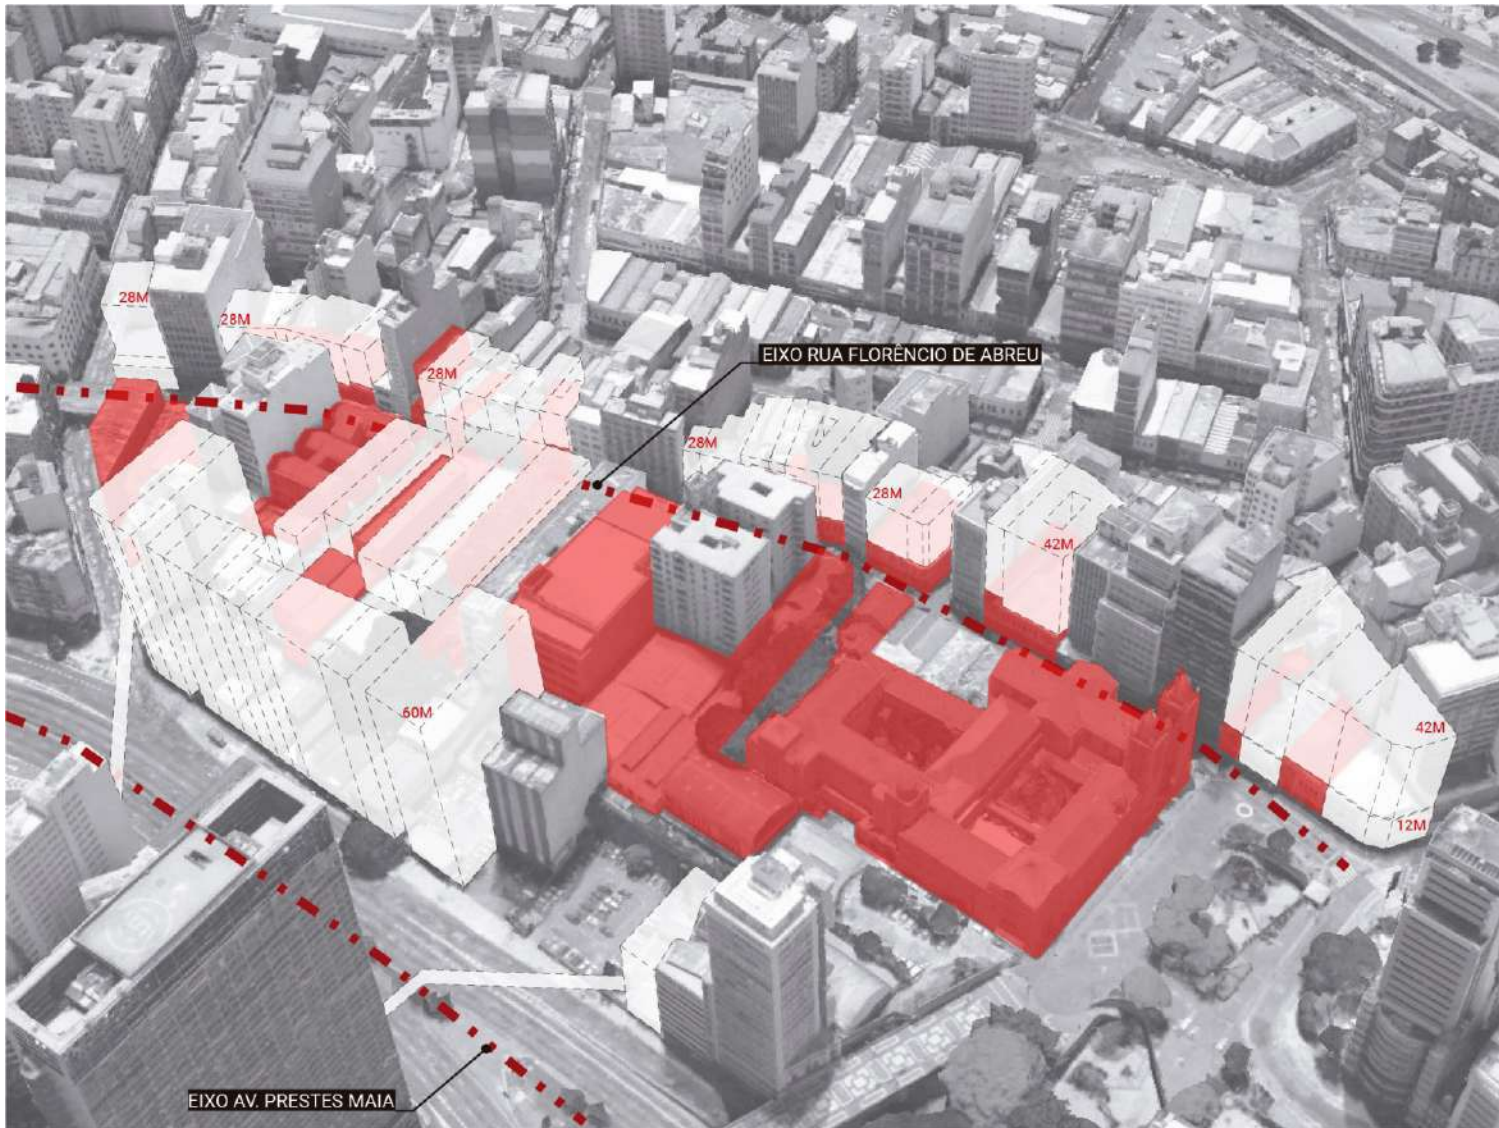 28M
28M
EIXO RUA FLORÊNCIO DE ABREU
28M
28M
28M
42M
60M
42M
12M
EIXO AV. PRESTES MAIA